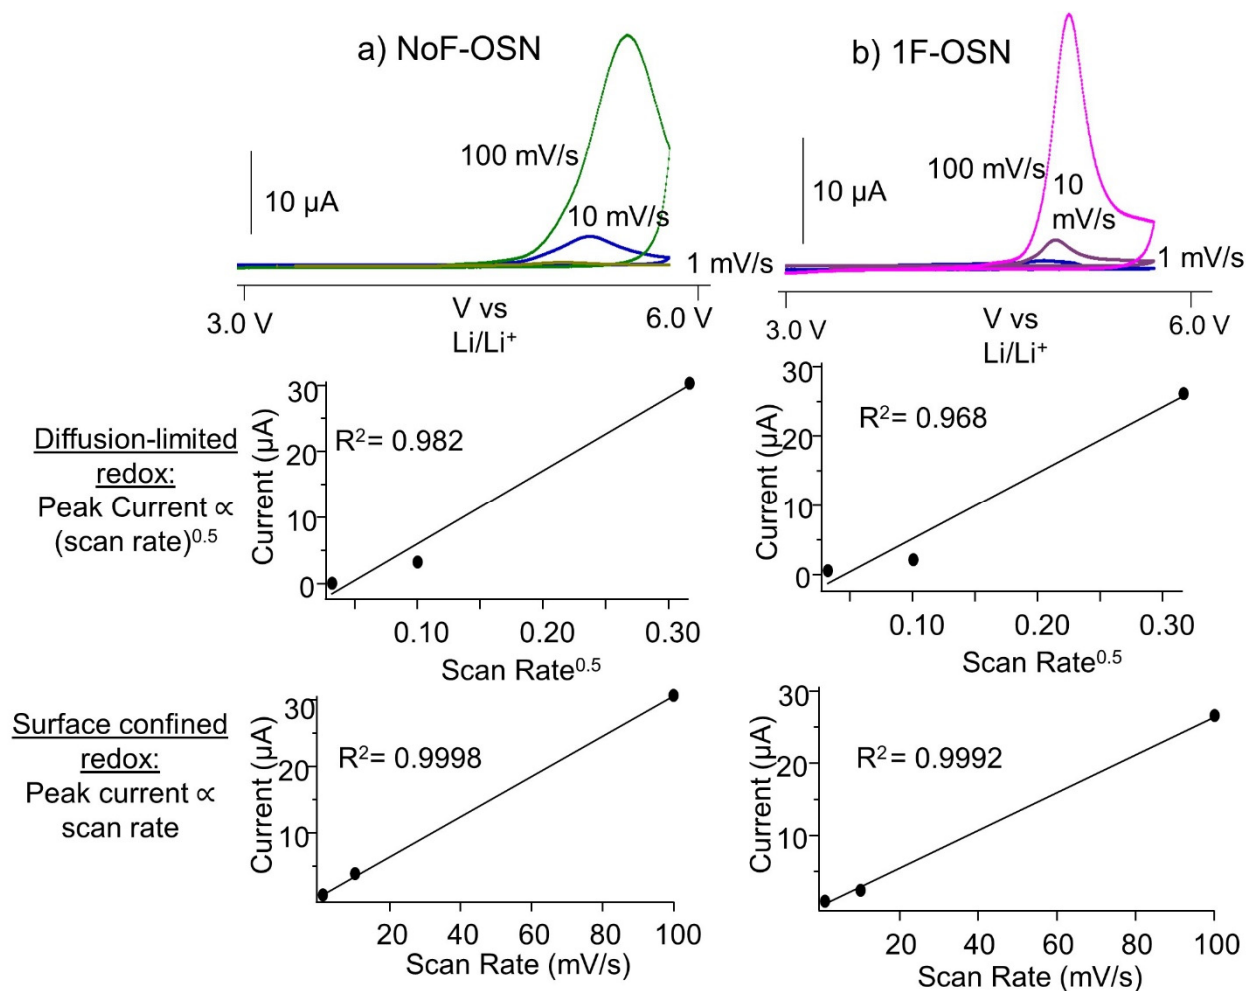 a) NoF-OSN
100 mV/s
10 µA
10 mV/s
1 mV/s
3.0 V
V vs
Li/Li⁺
6.0 V
b) 1F-OSN
100 mV/s
10
mV/s
10 µA
1 mV/s
3.0 V
V vs
Li/Li⁺
6.0 V
Diffusion-limited
redox:
Peak Current ∝
(scan rate)⁰·⁵
Current (µA)
30
20
10
0
R²= 0.982
0.10
0.20
0.30
Scan Rate⁰·⁵
Current (µA)
30
20
10
0
R²= 0.968
0.10
0.20
0.30
Scan Rate⁰·⁵
Surface confined
redox:
Peak current ∝
scan rate
Current (µA)
30
20
10
R²= 0.9998
20
40
60
80
100
Scan Rate (mV/s)
Current (µA)
30
20
10
R²= 0.9992
20
40
60
80
100
Scan Rate (mV/s)